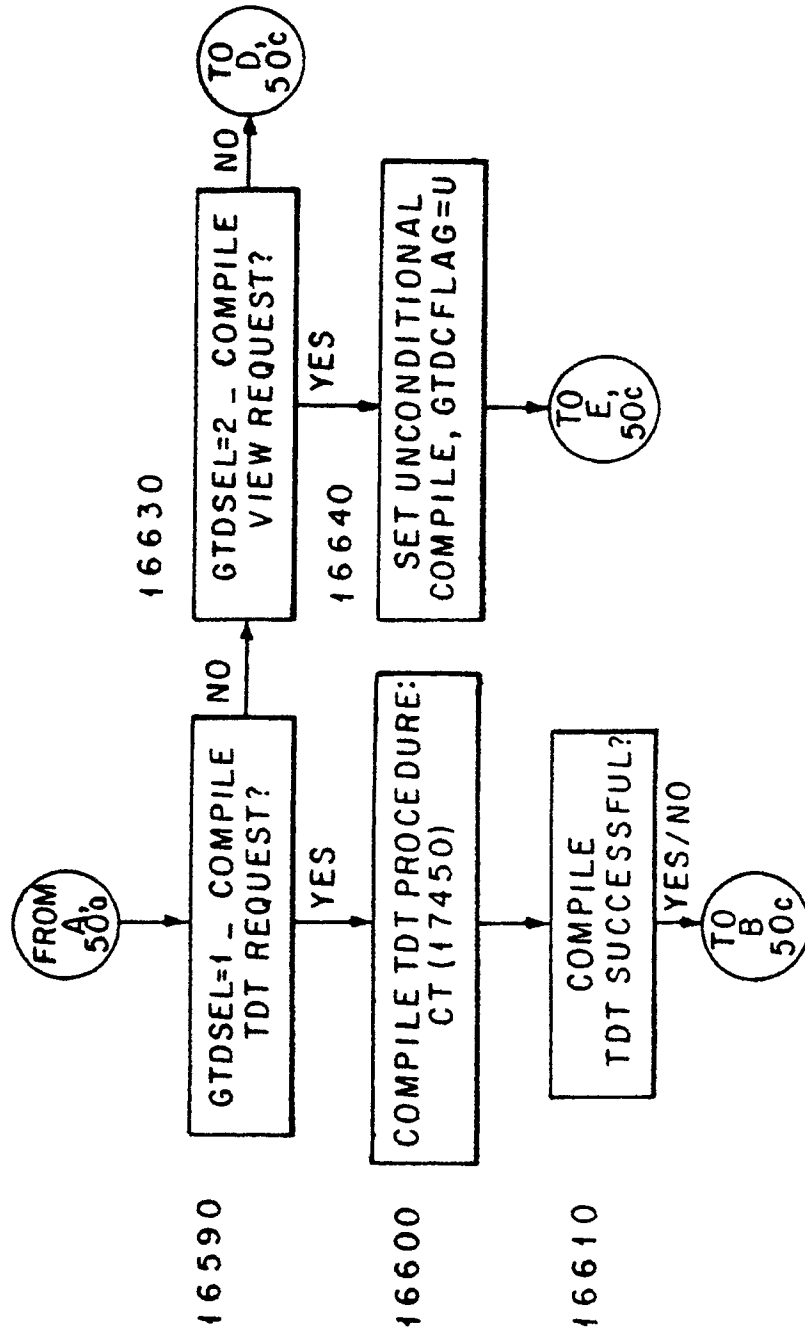 FROM
A,
50a
16590
GTDSEL=1_ COMPILE
TDT REQUEST?
NO
YES
16600
COMPILE TDT PROCEDURE:
CT (17450)
16610
COMPILE
TDT SUCCESSFUL?
YES/NO
TO
B
50c
16630
GTDSEL=2_ COMPILE
VIEW REQUEST?
NO
TO
D,
50c
YES
16640
SET UNCONDITIONAL
COMPILE, GTDCFLAG=U
TO
E,
50c